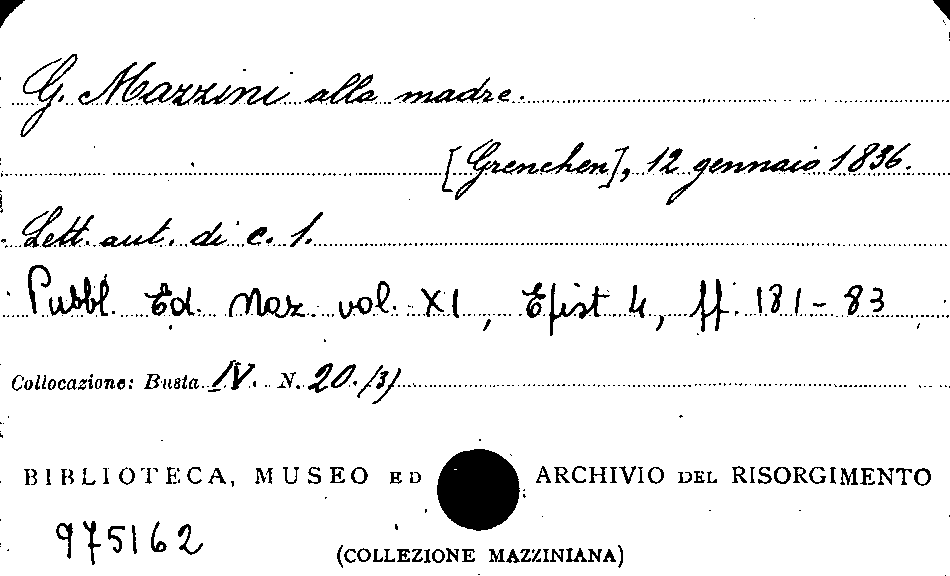 G. Mazzini alla madre.
[Grenchen], 12 gennaio 1836.
Lett. aut. di c. 1.
Pubbl. Ed. Naz. vol. XI, Epist 4, ff. 181-83
Collocazione: Busta IV. N. 20./3)
BIBLIOTECA, MUSEO ED ARCHIVIO DEL RISORGIMENTO
975162
(COLLEZIONE MAZZINIANA)